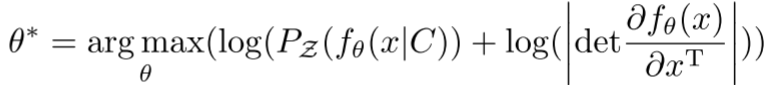 θ* = arg max_θ(log(P_𝒵(f_θ(x|C)) + log(|det ∂f_θ(x)/∂x^T|))